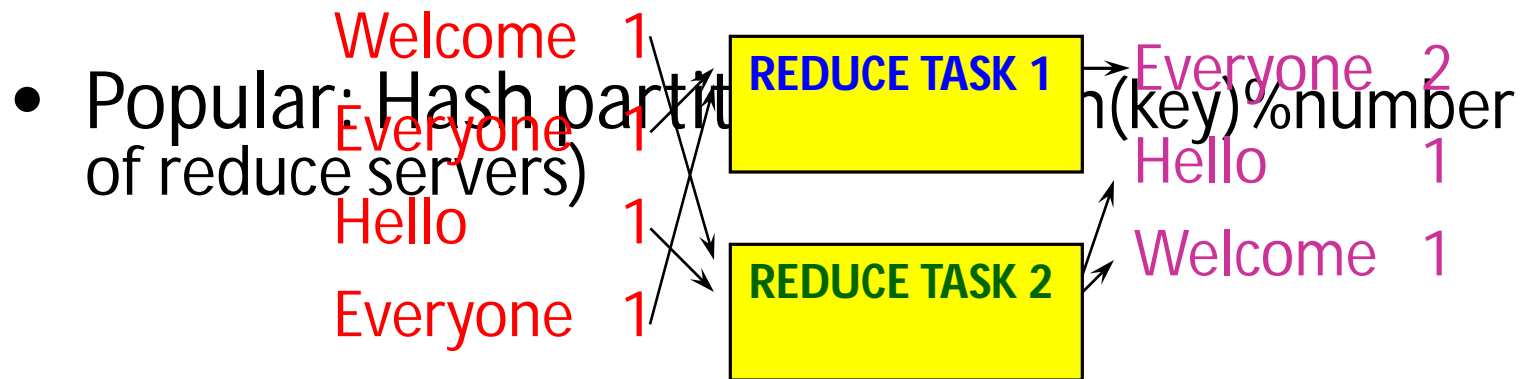 Welcome 1
REDUCE TASK 1
Everyone 2
• Popular: Hash n(key)%number
Everyone 1
of reduce servers)
Hello 1
Hello 1
Welcome 1
REDUCE TASK 2
Everyone 1